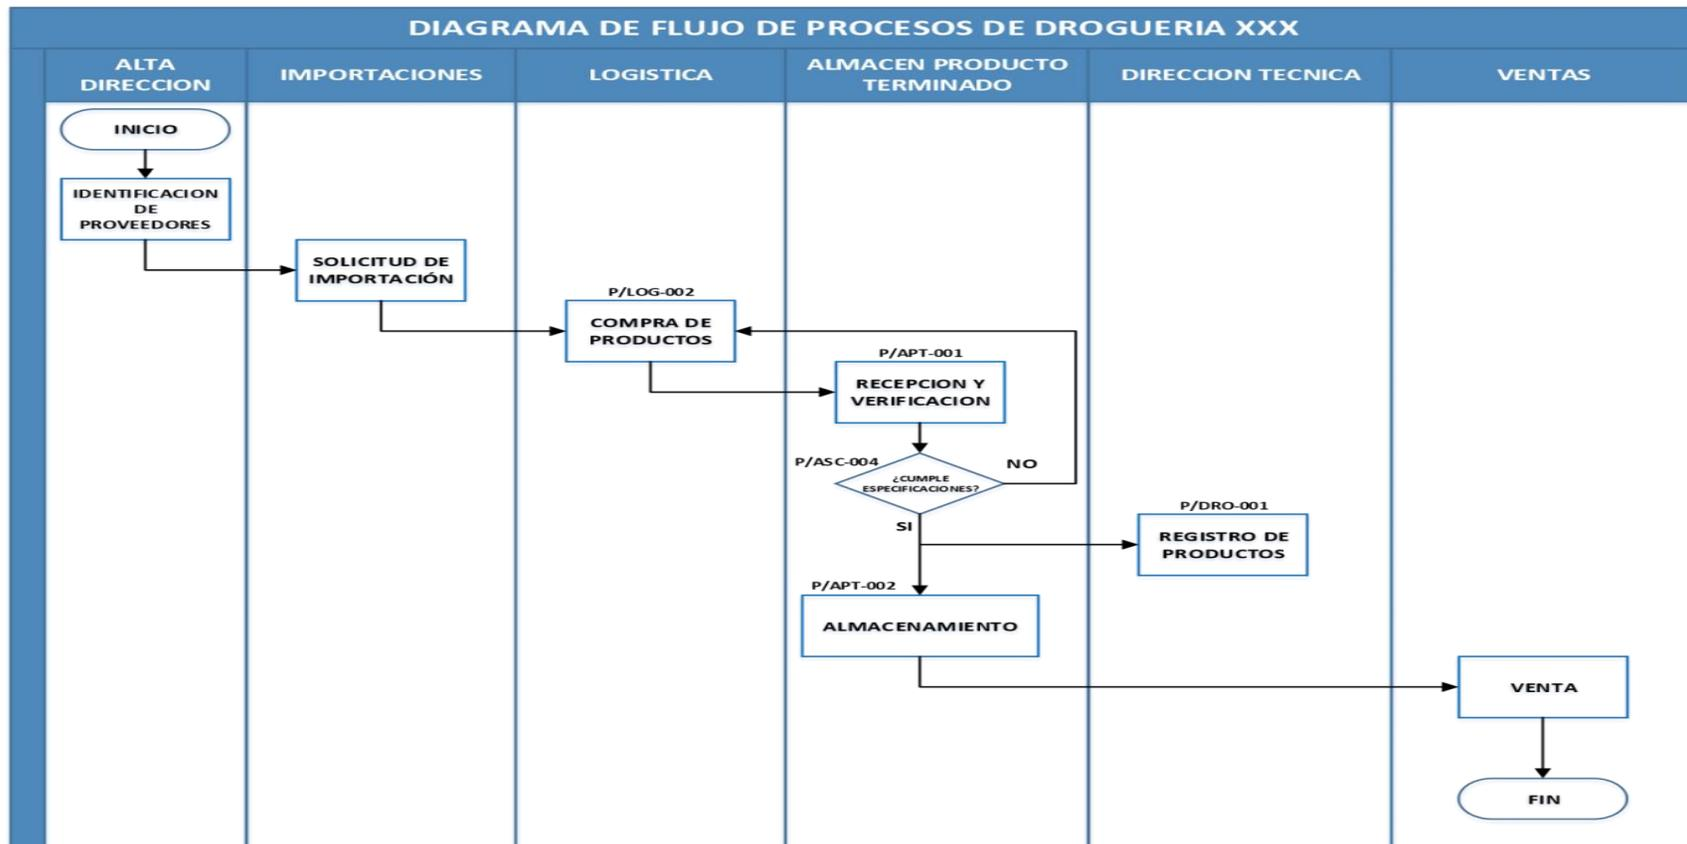 DIAGRAMA DE FLUJO DE PROCESOS DE DROGUERIA XXX
ALTA
DIRECCION
IMPORTACIONES
LOGISTICA
ALMACEN PRODUCTO
TERMINADO
DIRECCION TECNICA
VENTAS
INICIO
IDENTIFICACION
DE
PROVEEDORES
SOLICITUD DE
IMPORTACIÓN
P/LOG-002
COMPRA DE
PRODUCTOS
P/APT-001
RECEPCION Y
VERIFICACION
P/ASC-004
¿CUMPLE
ESPECIFICACIONES?
NO
SI
P/DRO-001
REGISTRO DE
PRODUCTOS
P/APT-002
ALMACENAMIENTO
VENTA
FIN